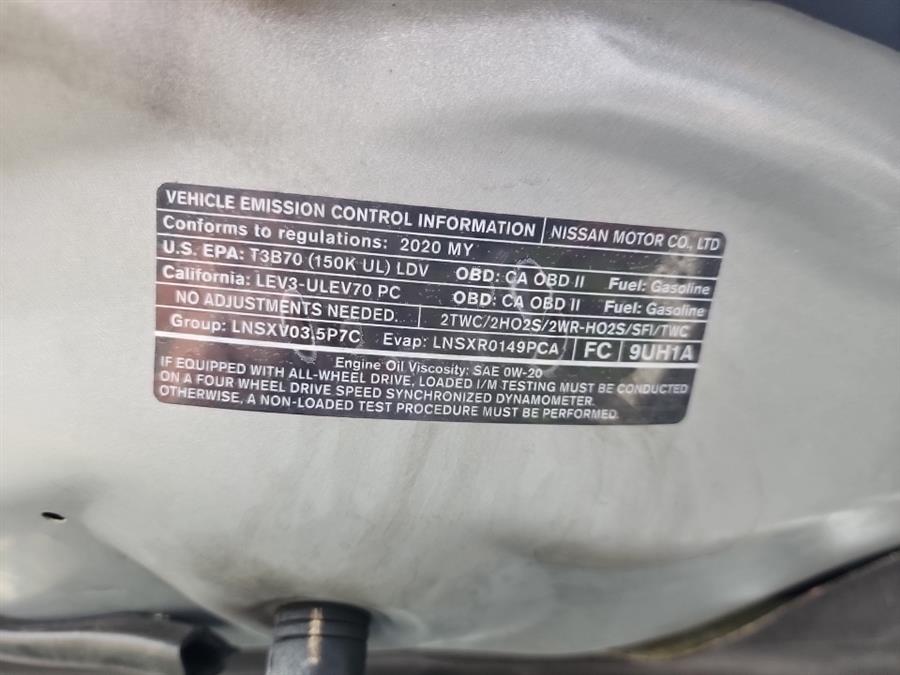 VEHICLE EMISSION CONTROL INFORMATION NISSAN MOTOR CO., LTD
Conforms to regulations: 2020 MY
U.S. EPA: T3B70 (150K UL) LDV OBD: CA OBD II Fuel: Gasoline
California: LEV3-ULEV70 PC OBD: CA OBD II Fuel: Gasoline
NO ADJUSTMENTS NEEDED. 2TWC/2HO2S/2WR-HO2S/SFI/TWC
Group: LNSXV03.5P7C Evap: LNSXR0149PCA FC 9UH1A
Engine Oil Viscosity: SAE 0W-20
IF EQUIPPED WITH ALL-WHEEL DRIVE, LOADED I/M TESTING MUST BE CONDUCTED
ON A FOUR WHEEL DRIVE SPEED SYNCHRONIZED DYNAMOMETER.
OTHERWISE, A NON-LOADED TEST PROCEDURE MUST BE PERFORMED.